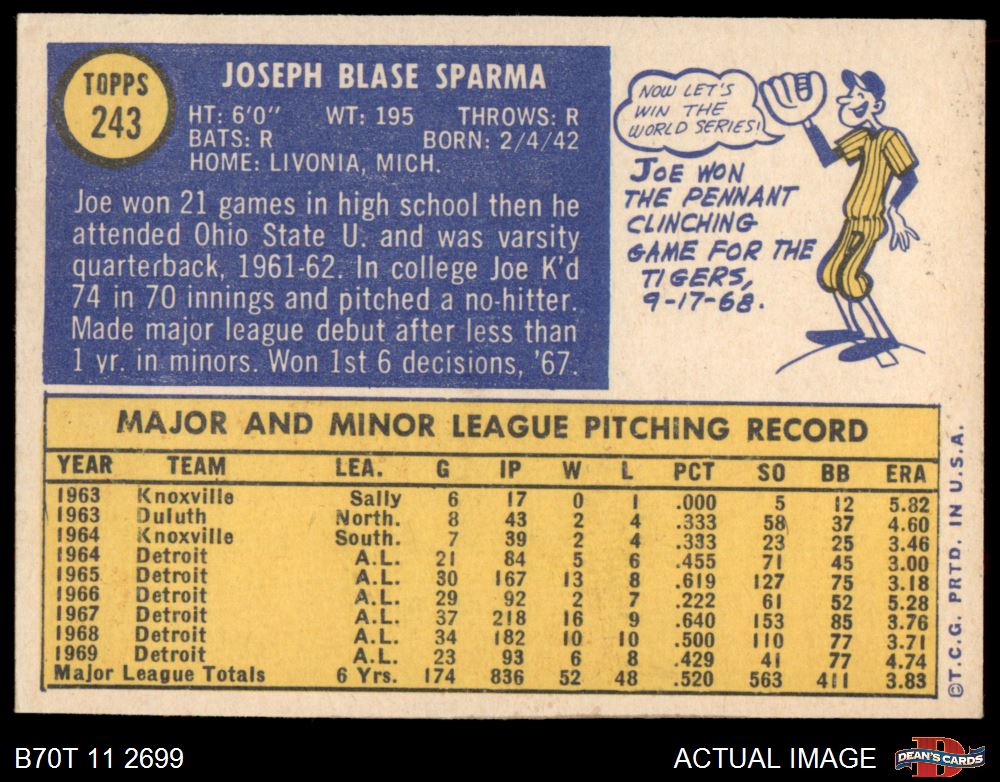 TOPPS
243
JOSEPH BLASE SPARMA
HT: 6'0" WT: 195 THROWS: R
BATS: R BORN: 2/4/42
HOME: LIVONIA, MICH.
Joe won 21 games in high school then he
attended Ohio State U. and was varsity
quarterback, 1961-62. In college Joe K'd
74 in 70 innings and pitched a no-hitter.
Made major league debut after less than
1 yr. in minors. Won 1st 6 decisions, '67.
NOW LET'S
WIN THE
WORLD SERIES!
JOE WON
THE PENNANT
CLINCHING
GAME FOR THE
TIGERS,
9-17-68.
MAJOR AND MINOR LEAGUE PITCHING RECORD
YEAR TEAM LEA. G IP W L PCT SO BB ERA
1963 Knoxville Sally 6 17 0 1 .000 5 12 5.82
1963 Duluth North. 8 43 2 4 .333 58 37 4.60
1964 Knoxville South. 7 39 2 4 .333 23 25 3.46
1964 Detroit A.L. 21 84 5 6 .455 71 45 3.00
1965 Detroit A.L. 30 167 13 8 .619 127 75 3.18
1966 Detroit A.L. 29 92 2 7 .222 61 52 5.28
1967 Detroit A.L. 37 218 16 9 .640 153 85 3.76
1968 Detroit A.L. 34 182 10 10 .500 110 77 3.71
1969 Detroit A.L. 23 93 6 8 .429 41 77 4.74
Major League Totals 6 Yrs. 174 836 52 48 .520 563 411 3.83
©T.C.G. PRTD. IN U.S.A.
B70T 11 2699
ACTUAL IMAGE
D
DEAN'S CARDS